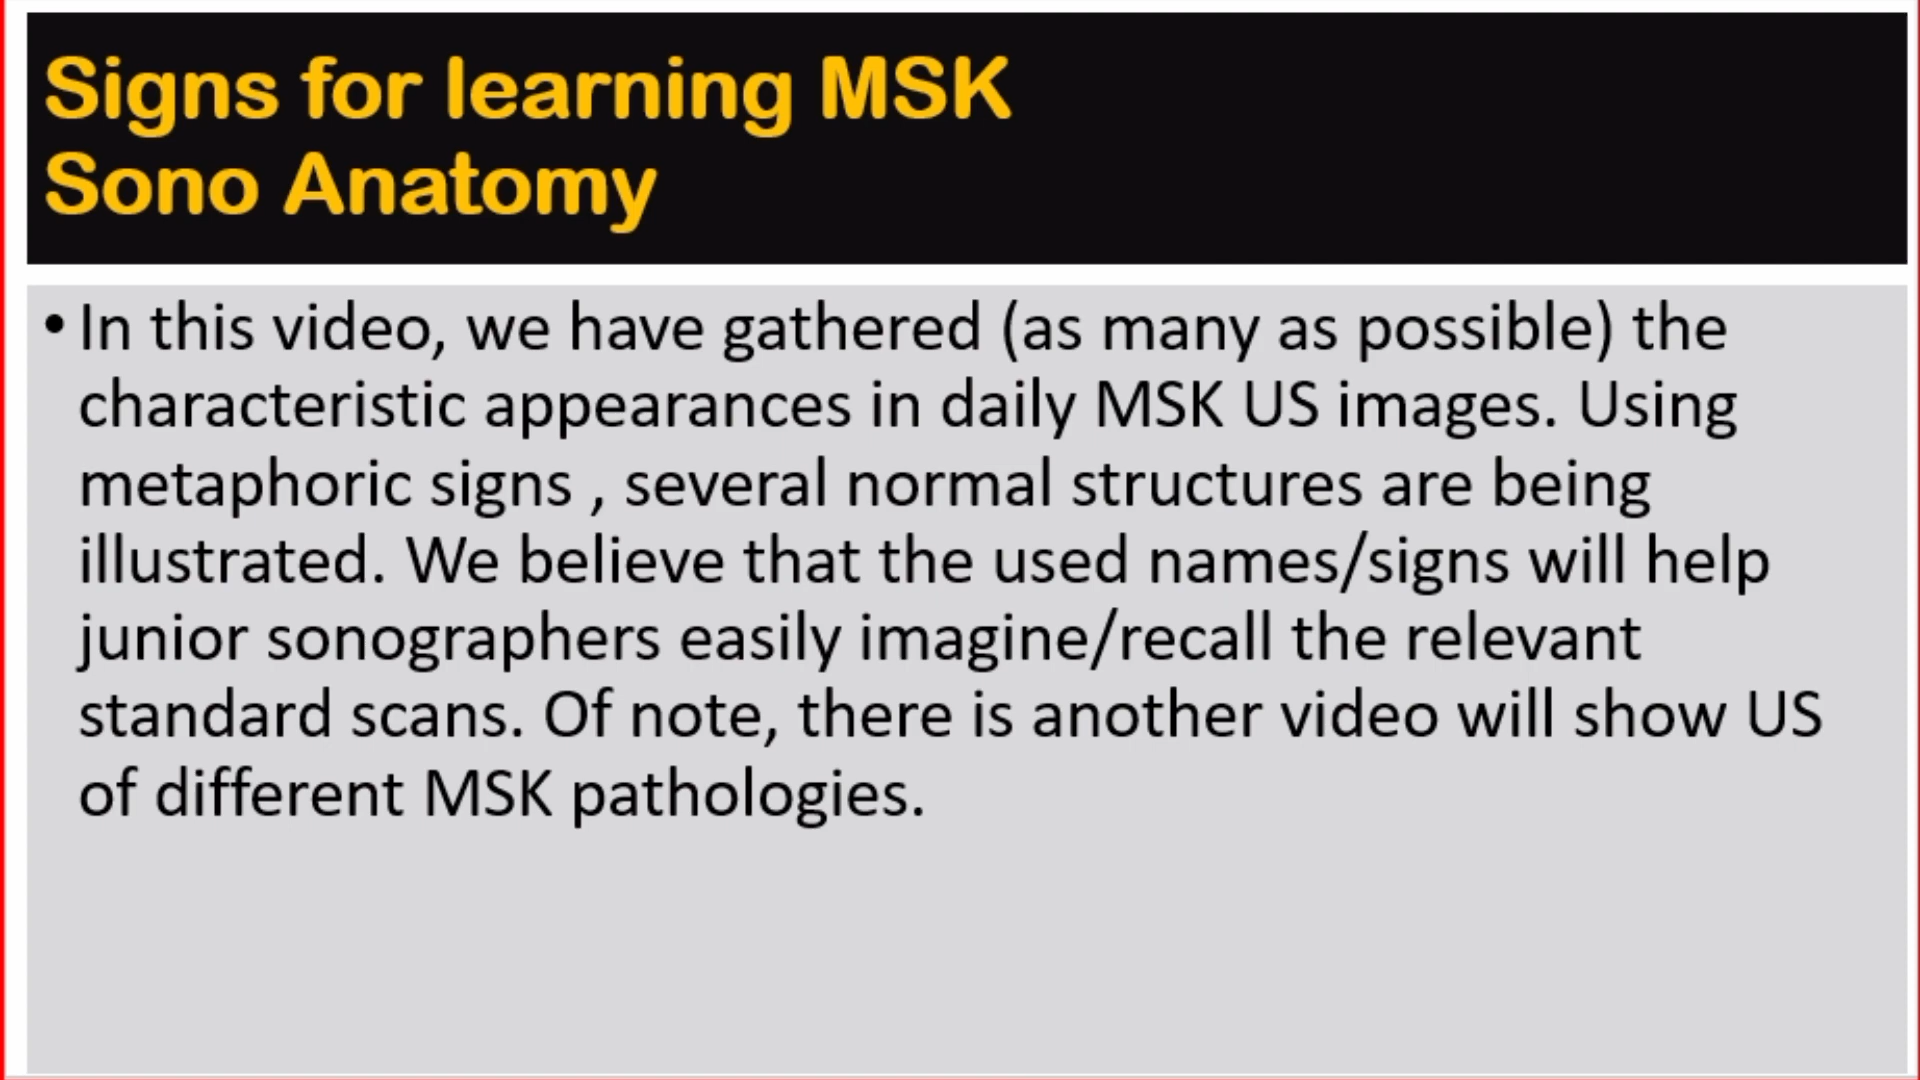 Signs for learning MSK
Sono Anatomy
• In this video, we have gathered (as many as possible) the
characteristic appearances in daily MSK US images. Using
metaphoric signs , several normal structures are being
illustrated. We believe that the used names/signs will help
junior sonographers easily imagine/recall the relevant
standard scans. Of note, there is another video will show US
of different MSK pathologies.